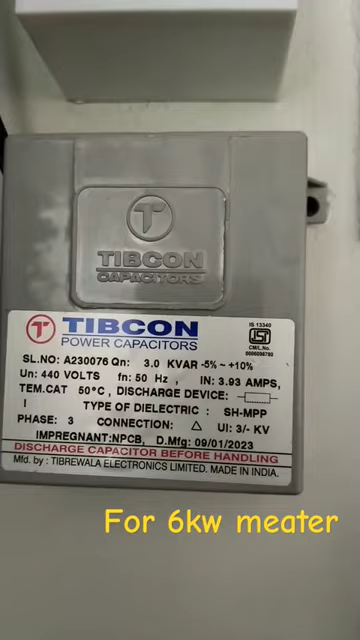 T
TIBCON
CAPACITORS
T TIBCON
POWER CAPACITORS
IS 13340
CM/L.No.
SL.NO: A230076 Qn: 3.0 KVAR -5% ~ +10%
Un: 440 VOLTS fn: 50 Hz , IN: 3.93 AMPS,
TEM.CAT 50°C, DISCHARGE DEVICE:
I TYPE OF DIELECTRIC : SH-MPP
PHASE: 3 CONNECTION: △ UI: 3/- KV
IMPREGNANT:NPCB, D.Mfg: 09/01/2023
DISCHARGE CAPACITOR BEFORE HANDLING
Mfd. by : TIBREWALA ELECTRONICS LIMITED. MADE IN INDIA.
For 6kw meater